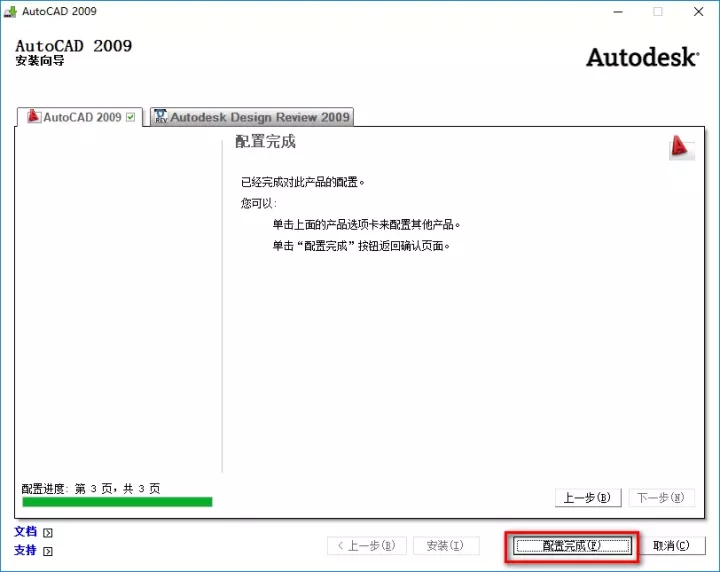 AutoCAD 2009
AutoCAD 2009
安装向导
Autodesk
AutoCAD 2009
Autodesk Design Review 2009
配置完成
已经完成对此产品的配置。
您可以:
单击上面的产品选项卡来配置其他产品。
单击“配置完成”按钮返回确认页面。
配置进度: 第 3 页，共 3 页
上一步(B)
下一步(N)
文档
支持
< 上一步(B)
安装(I)
配置完成(F)
取消(C)